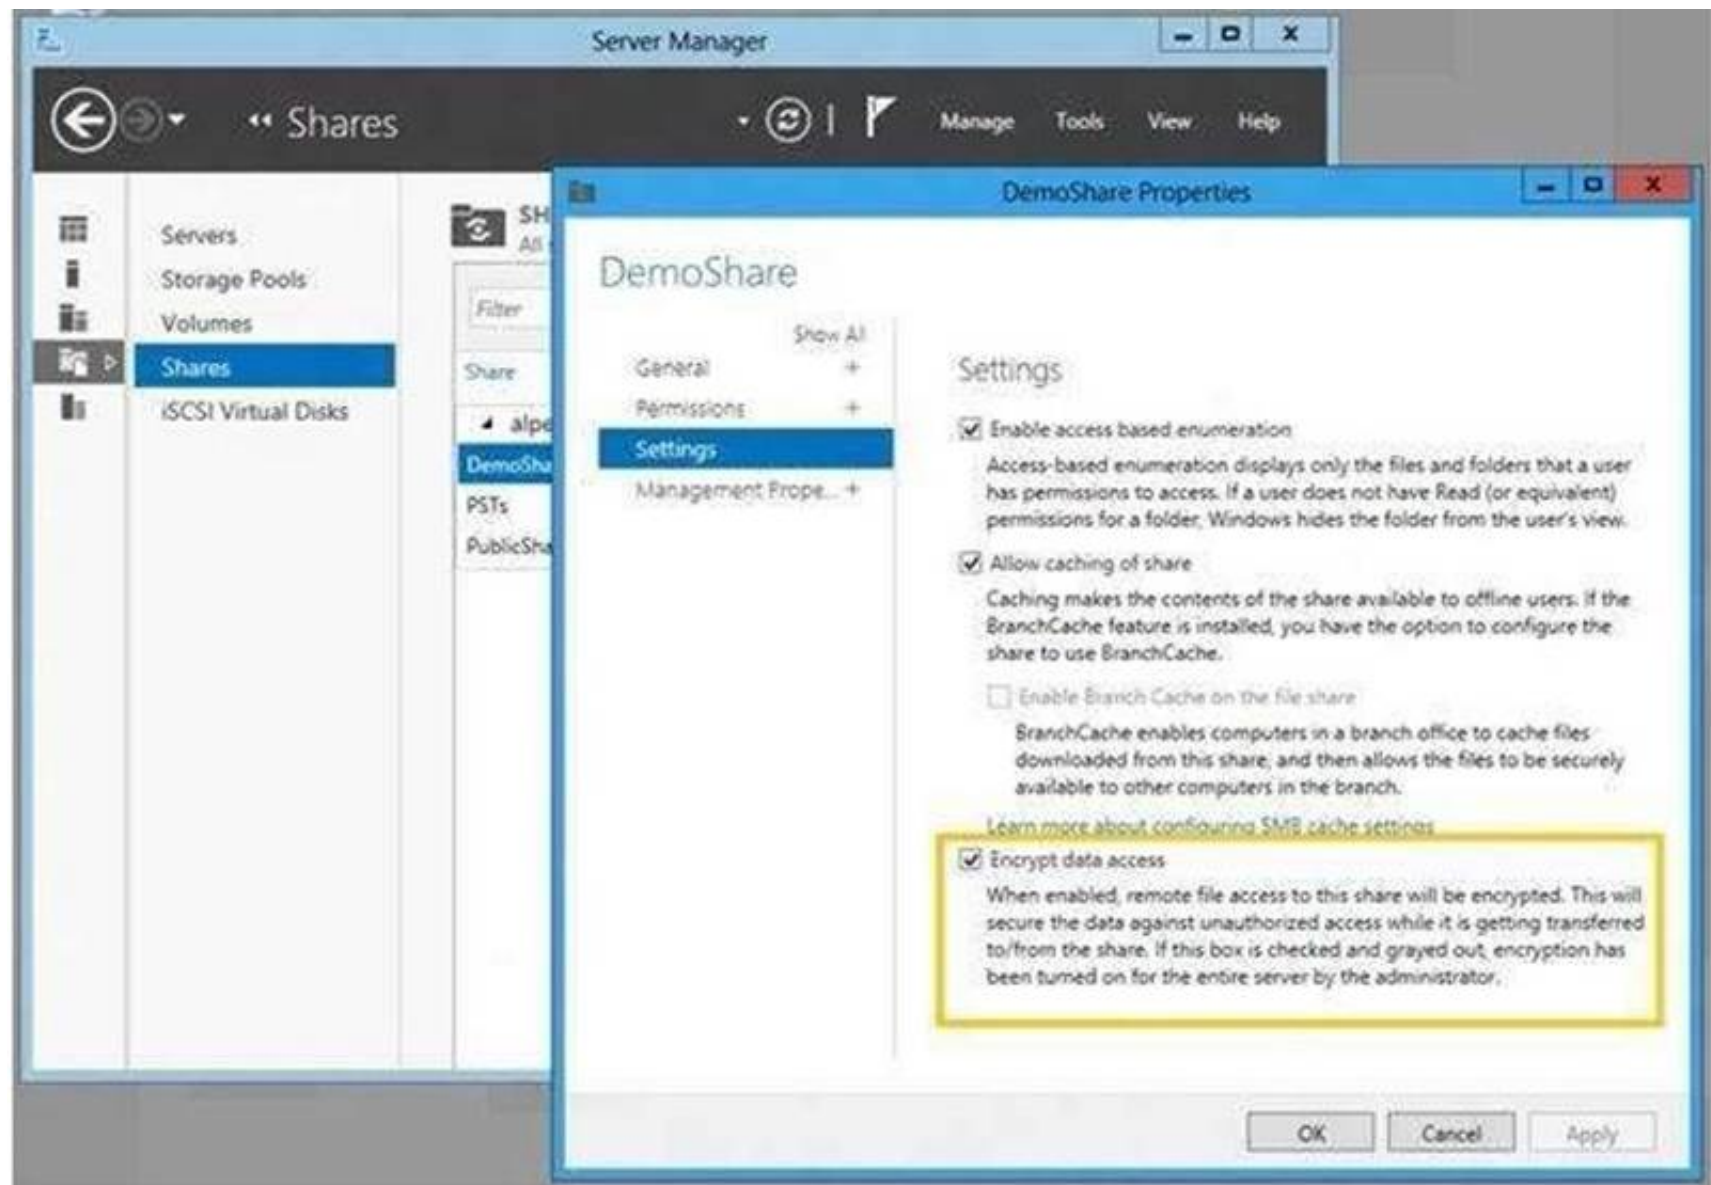 Server Manager
Shares
Manage Tools View Help
Servers
Storage Pools
Volumes
Shares
iSCSI Virtual Disks
SH
All
Filter
Share
alpe
DemoSha
PSTs
PublicSha
DemoShare Properties
DemoShare
Show All
General +
Permissions +
Settings
Management Prope... +
Settings
Enable access based enumeration
Access-based enumeration displays only the files and folders that a user
has permissions to access. If a user does not have Read (or equivalent)
permissions for a folder, Windows hides the folder from the user's view.
Allow caching of share
Caching makes the contents of the share available to offline users. If the
BranchCache feature is installed, you have the option to configure the
share to use BranchCache.
Enable Branch Cache on the file share
BranchCache enables computers in a branch office to cache files
downloaded from this share, and then allows the files to be securely
available to other computers in the branch.
Learn more about configuring SMB cache settings
Encrypt data access
When enabled, remote file access to this share will be encrypted. This will
secure the data against unauthorized access while it is getting transferred
to/from the share. If this box is checked and grayed out, encryption has
been turned on for the entire server by the administrator.
OK Cancel Apply